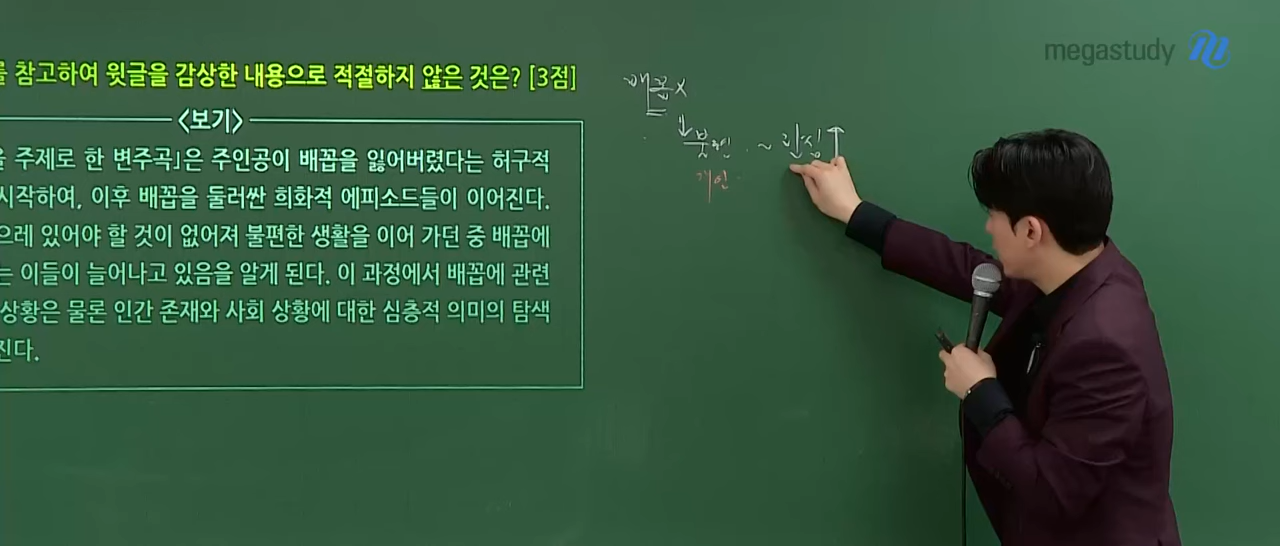 megastudy
를 참고하여 윗글을 감상한 내용으로 적절하지 않은 것은? [3점]
<보기>
을 주제로 한 변주곡」은 주인공이 배꼽을 잃어버렸다는 허구적
시작하여, 이후 배꼽을 둘러싼 희화적 에피소드들이 이어진다.
으레 있어야 할 것이 없어져 불편한 생활을 이어 가던 중 배꼽에
는 이들이 늘어나고 있음을 알게 된다. 이 과정에서 배꼽에 관련
상황은 물론 인간 존재와 사회 상황에 대한 심층적 의미의 탐색
진다.
배꼽 X
개인